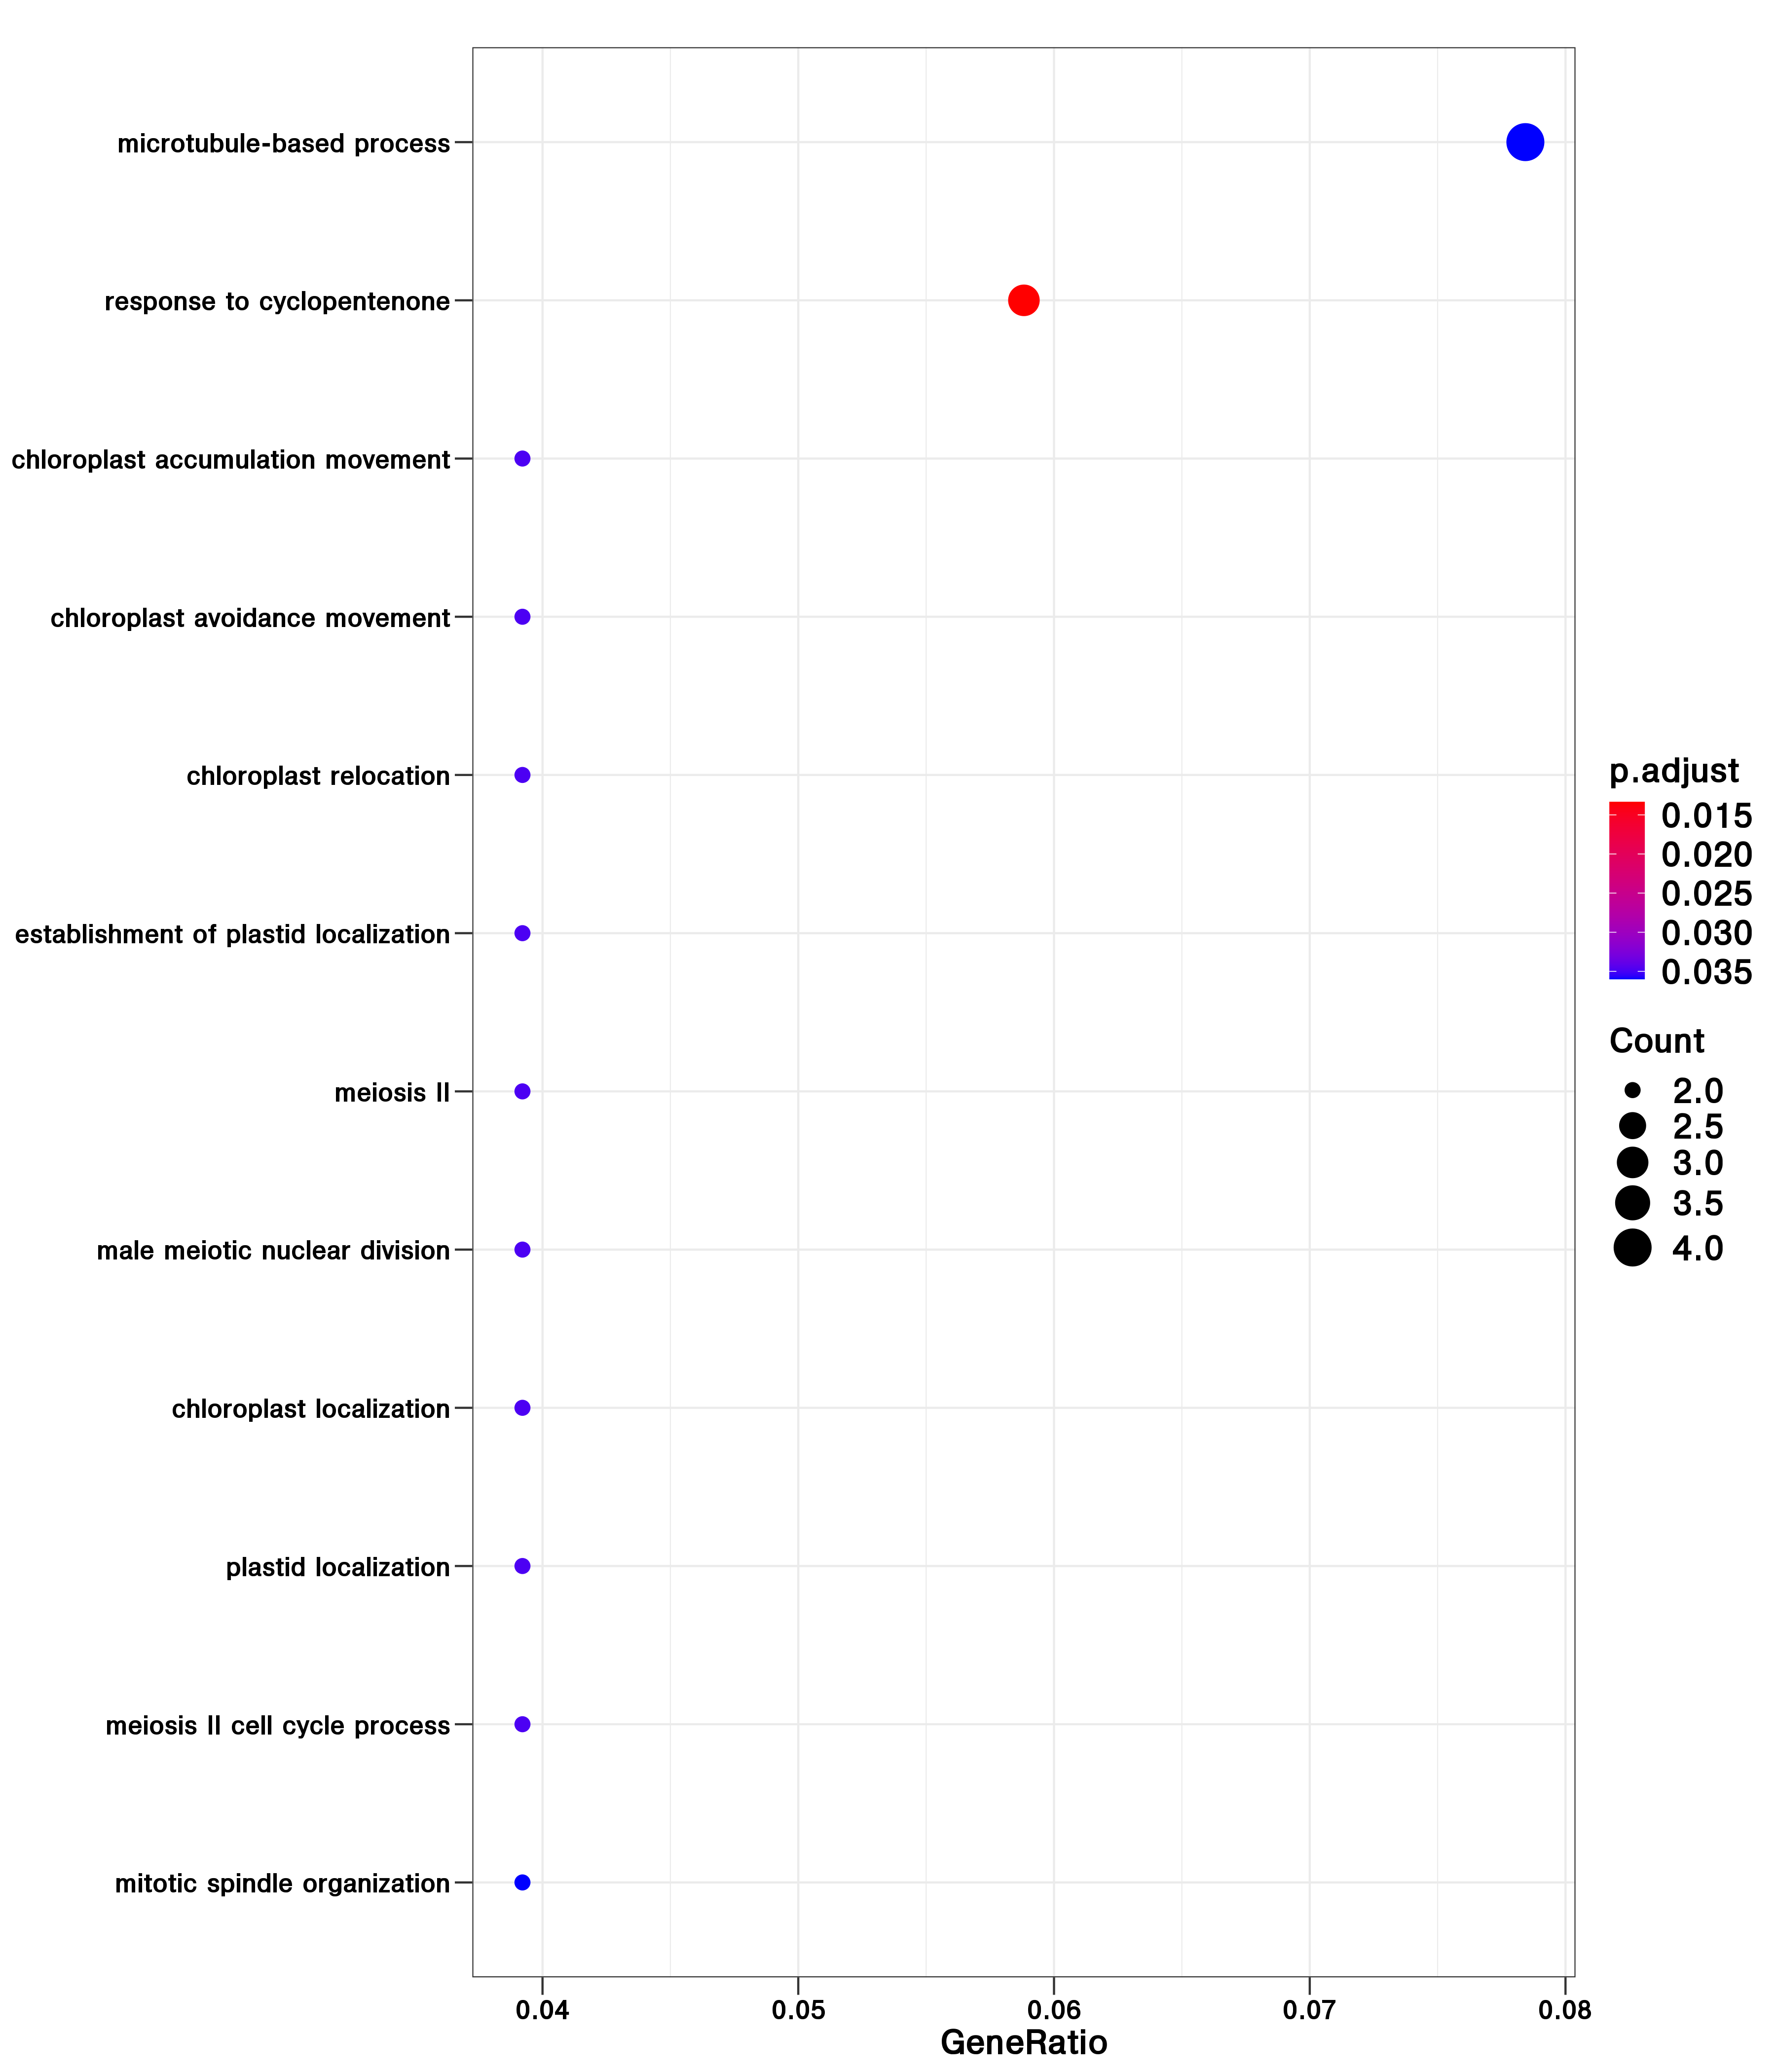 microtubule-based process
response to cyclopentenone
chloroplast accumulation movement
chloroplast avoidance movement
chloroplast relocation
establishment of plastid localization
meiosis II
male meiotic nuclear division
chloroplast localization
plastid localization
meiosis II cell cycle process
mitotic spindle organization
0.04 0.05 0.06 0.07 0.08
GeneRatio
p.adjust
0.015
0.020
0.025
0.030
0.035
Count
2.0
2.5
3.0
3.5
4.0